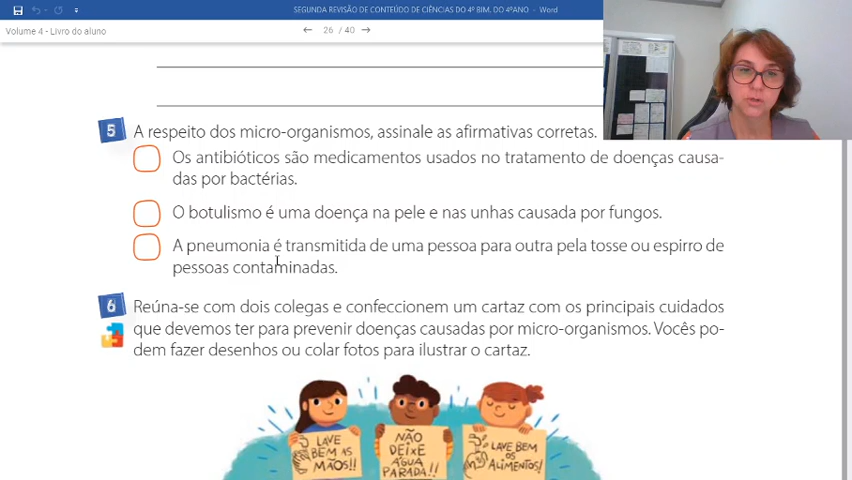 SEGUNDA REVISÃO DE CONTEÚDO DE CIÊNCIAS DO 4º BIM. DO 4ºANO - Word
Volume 4 - Livro do aluno
26 / 40
5 A respeito dos micro-organismos, assinale as afirmativas corretas.
Os antibióticos são medicamentos usados no tratamento de doenças causa-
das por bactérias.
O botulismo é uma doença na pele e nas unhas causada por fungos.
A pneumonia é transmitida de uma pessoa para outra pela tosse ou espirro de
pessoas contaminadas.
6 Reúna-se com dois colegas e confeccionem um cartaz com os principais cuidados
que devemos ter para prevenir doenças causadas por micro-organismos. Vocês po-
dem fazer desenhos ou colar fotos para ilustrar o cartaz.
LAVE
BEM AS
MÃOS!!
NÃO
DEIXE
ÁGUA
PARADA!!
LAVE BEM
OS
ALIMENTOS!